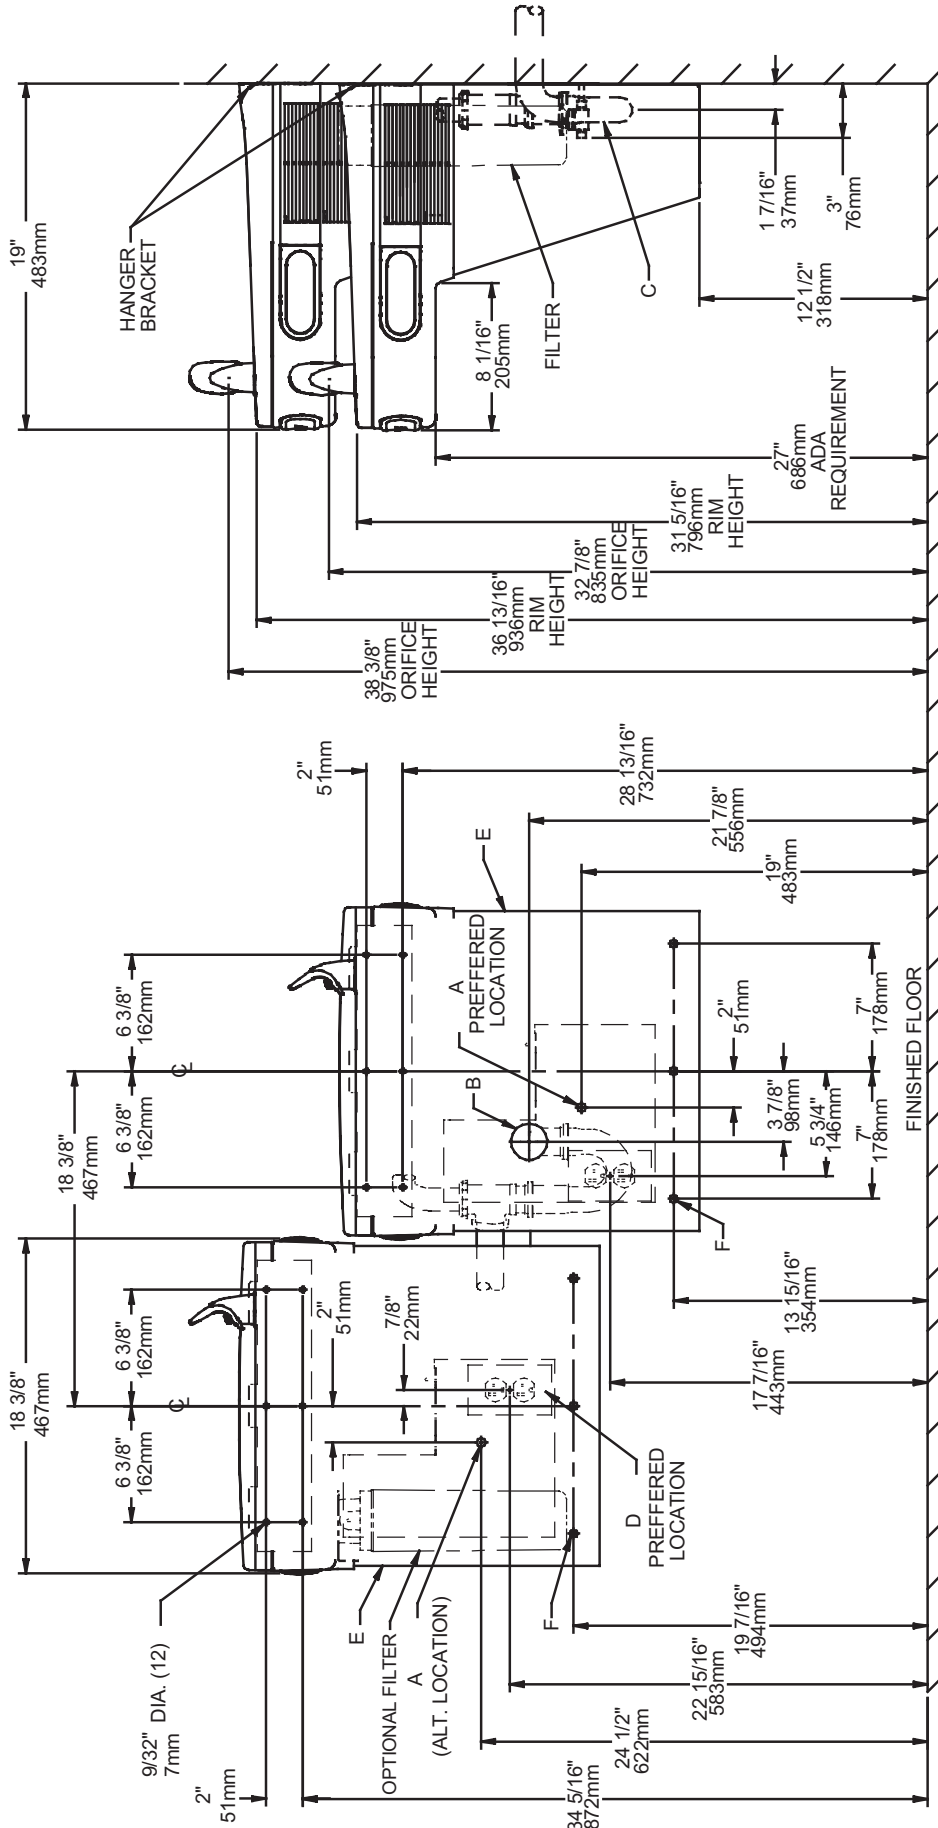 19"
483mm
HANGER
BRACKET
1 7/16"
37mm
3"
76mm
C
FILTER
8 1/16"
205mm
12 1/2"
318mm
27"
686mm
ADA
REQUIREMENT
31 5/16"
796mm
RIM
HEIGHT
32 7/8"
835mm
ORIFICE
HEIGHT
36 13/16"
936mm
RIM
HEIGHT
38 3/8"
975mm
ORIFICE
HEIGHT
2"
51mm
28 13/16"
732mm
21 7/8"
556mm
19"
483mm
E
A
PREFFERED
LOCATION
B
6 3/8"
162mm
6 3/8"
162mm
CL
18 3/8"
467mm
2"
51mm
3 7/8"
98mm
5 3/4"
146mm
7"
178mm
7"
178mm
FINISHED FLOOR
F
13 15/16"
354mm
17 7/16"
443mm
18 3/8"
467mm
6 3/8"
162mm
6 3/8"
162mm
CL
2"
51mm
7/8"
22mm
D
PREFFERED
LOCATION
F
E
OPTIONAL FILTER
A
(ALT. LOCATION)
9/32" DIA. (12)
7mm
2"
51mm
19 7/16"
494mm
22 15/16"
583mm
24 1/2"
622mm
34 5/16"
872mm